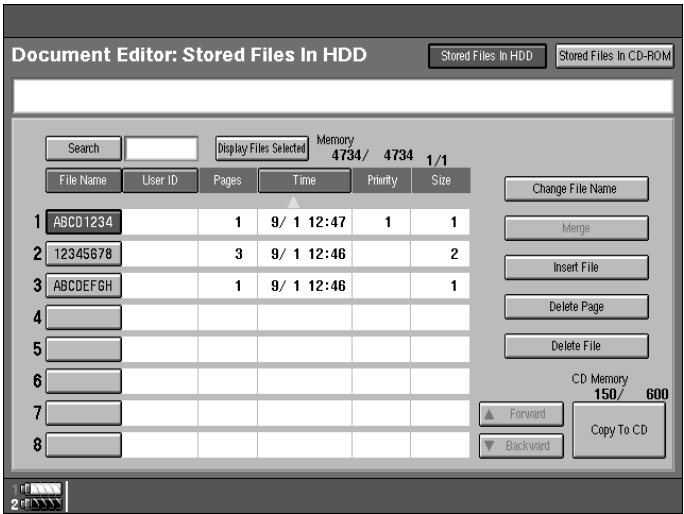 Document Editor: Stored Files In HDD Stored Files In HDD Stored Files In CD-ROM
Search Display Files Selected Memory 4734/ 4734 1/1
File Name User ID Pages Time Priority Size
1 ABCD1234 1 9/ 1 12:47 1 1
2 12345678 3 9/ 1 12:46 2
3 ABCDEFGH 1 9/ 1 12:46 1
4
5
6
7
8
Change File Name
Merge
Insert File
Delete Page
Delete File
CD Memory
150/ 600
Forward
Backward
Copy To CD
1
2